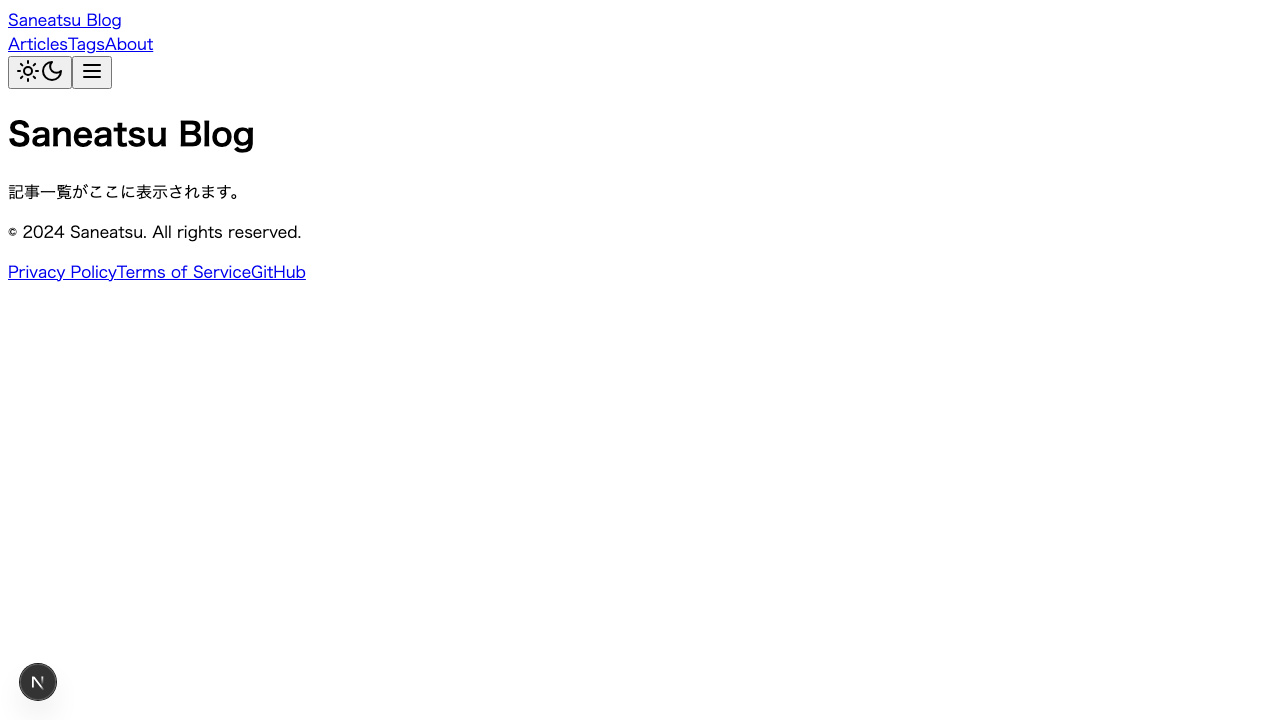 Saneatsu Blog
ArticlesTagsAbout
Saneatsu Blog
記事一覧がここに表示されます。
© 2024 Saneatsu. All rights reserved.
Privacy PolicyTerms of ServiceGitHub
N